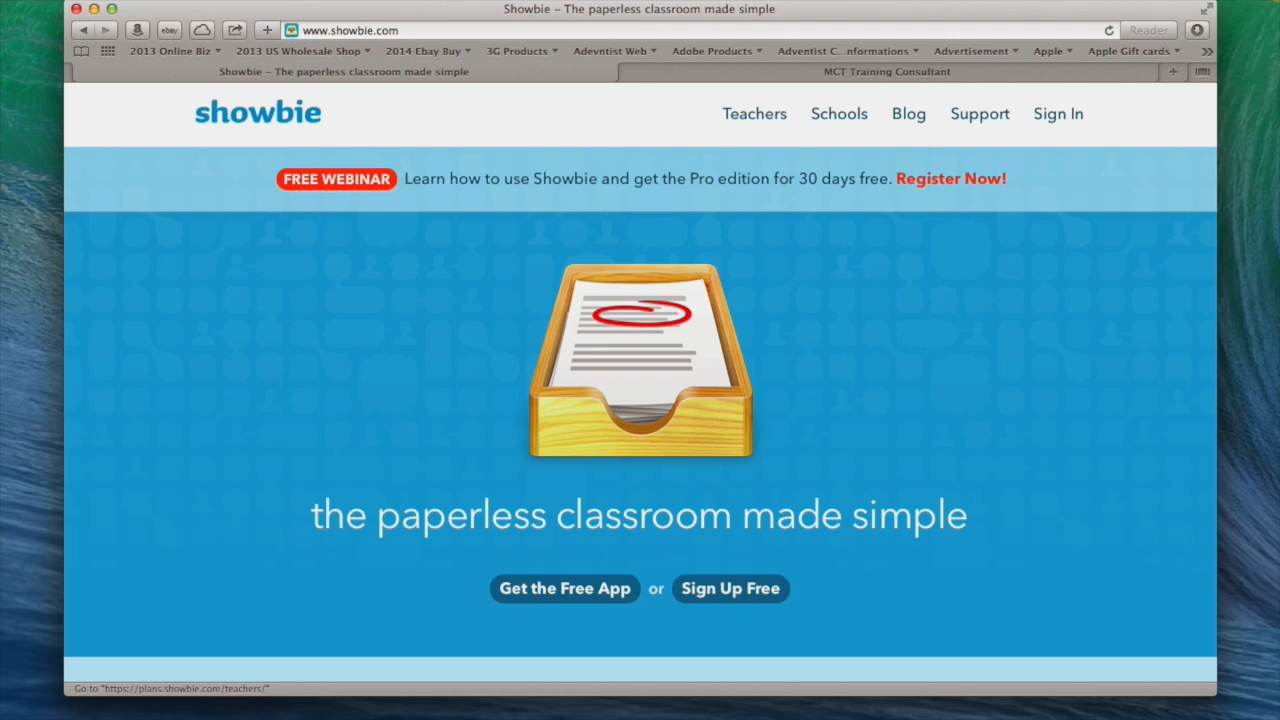 Showbie – The paperless classroom made simple
ebay
www.showbie.com
Reader
2013 Online Biz 2013 US Wholesale Shop 2014 Ebay Buy 3G Products Adevntist Web Adobe Products Adventist C...nformations Advertisement Apple Apple Gift cards
Showbie – The paperless classroom made simple
MCT Training Consultant
showbie
Teachers Schools Blog Support Sign In
FREE WEBINAR Learn how to use Showbie and get the Pro edition for 30 days free. Register Now!
the paperless classroom made simple
Get the Free App or Sign Up Free
Go to "https://plans.showbie.com/teachers/"